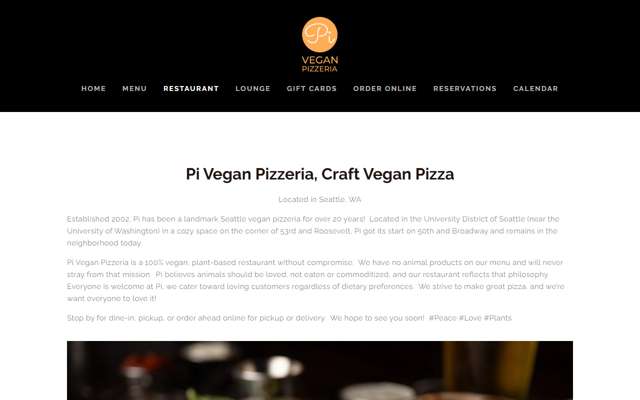 Pi
VEGAN
PIZZERIA
HOME MENU RESTAURANT LOUNGE GIFT CARDS ORDER ONLINE RESERVATIONS CALENDAR
Pi Vegan Pizzeria, Craft Vegan Pizza
Located in Seattle, WA
Established 2002, Pi has been a landmark Seattle vegan pizzeria for over 20 years!  Located in the University District of Seattle (near the
University of Washington) in a cozy space on the corner of 53rd and Roosevelt, Pi got its start on 50th and Broadway and remains in the
neighborhood today.
Pi Vegan Pizzeria is a 100% vegan, plant-based restaurant without compromise.  We have no animal products on our menu and will never
stray from that mission.  Pi believes animals should be loved, not eaten or commoditized, and our restaurant reflects that philosophy.
Everyone is welcome at Pi, we cater toward loving customers regardless of dietary preferences.  We strive to make great pizza, and we're
want everyone to love it!
Stop by for dine-in, pickup, or order ahead online for pickup or delivery.  We hope to see you soon!  #Peace #Love #Plants